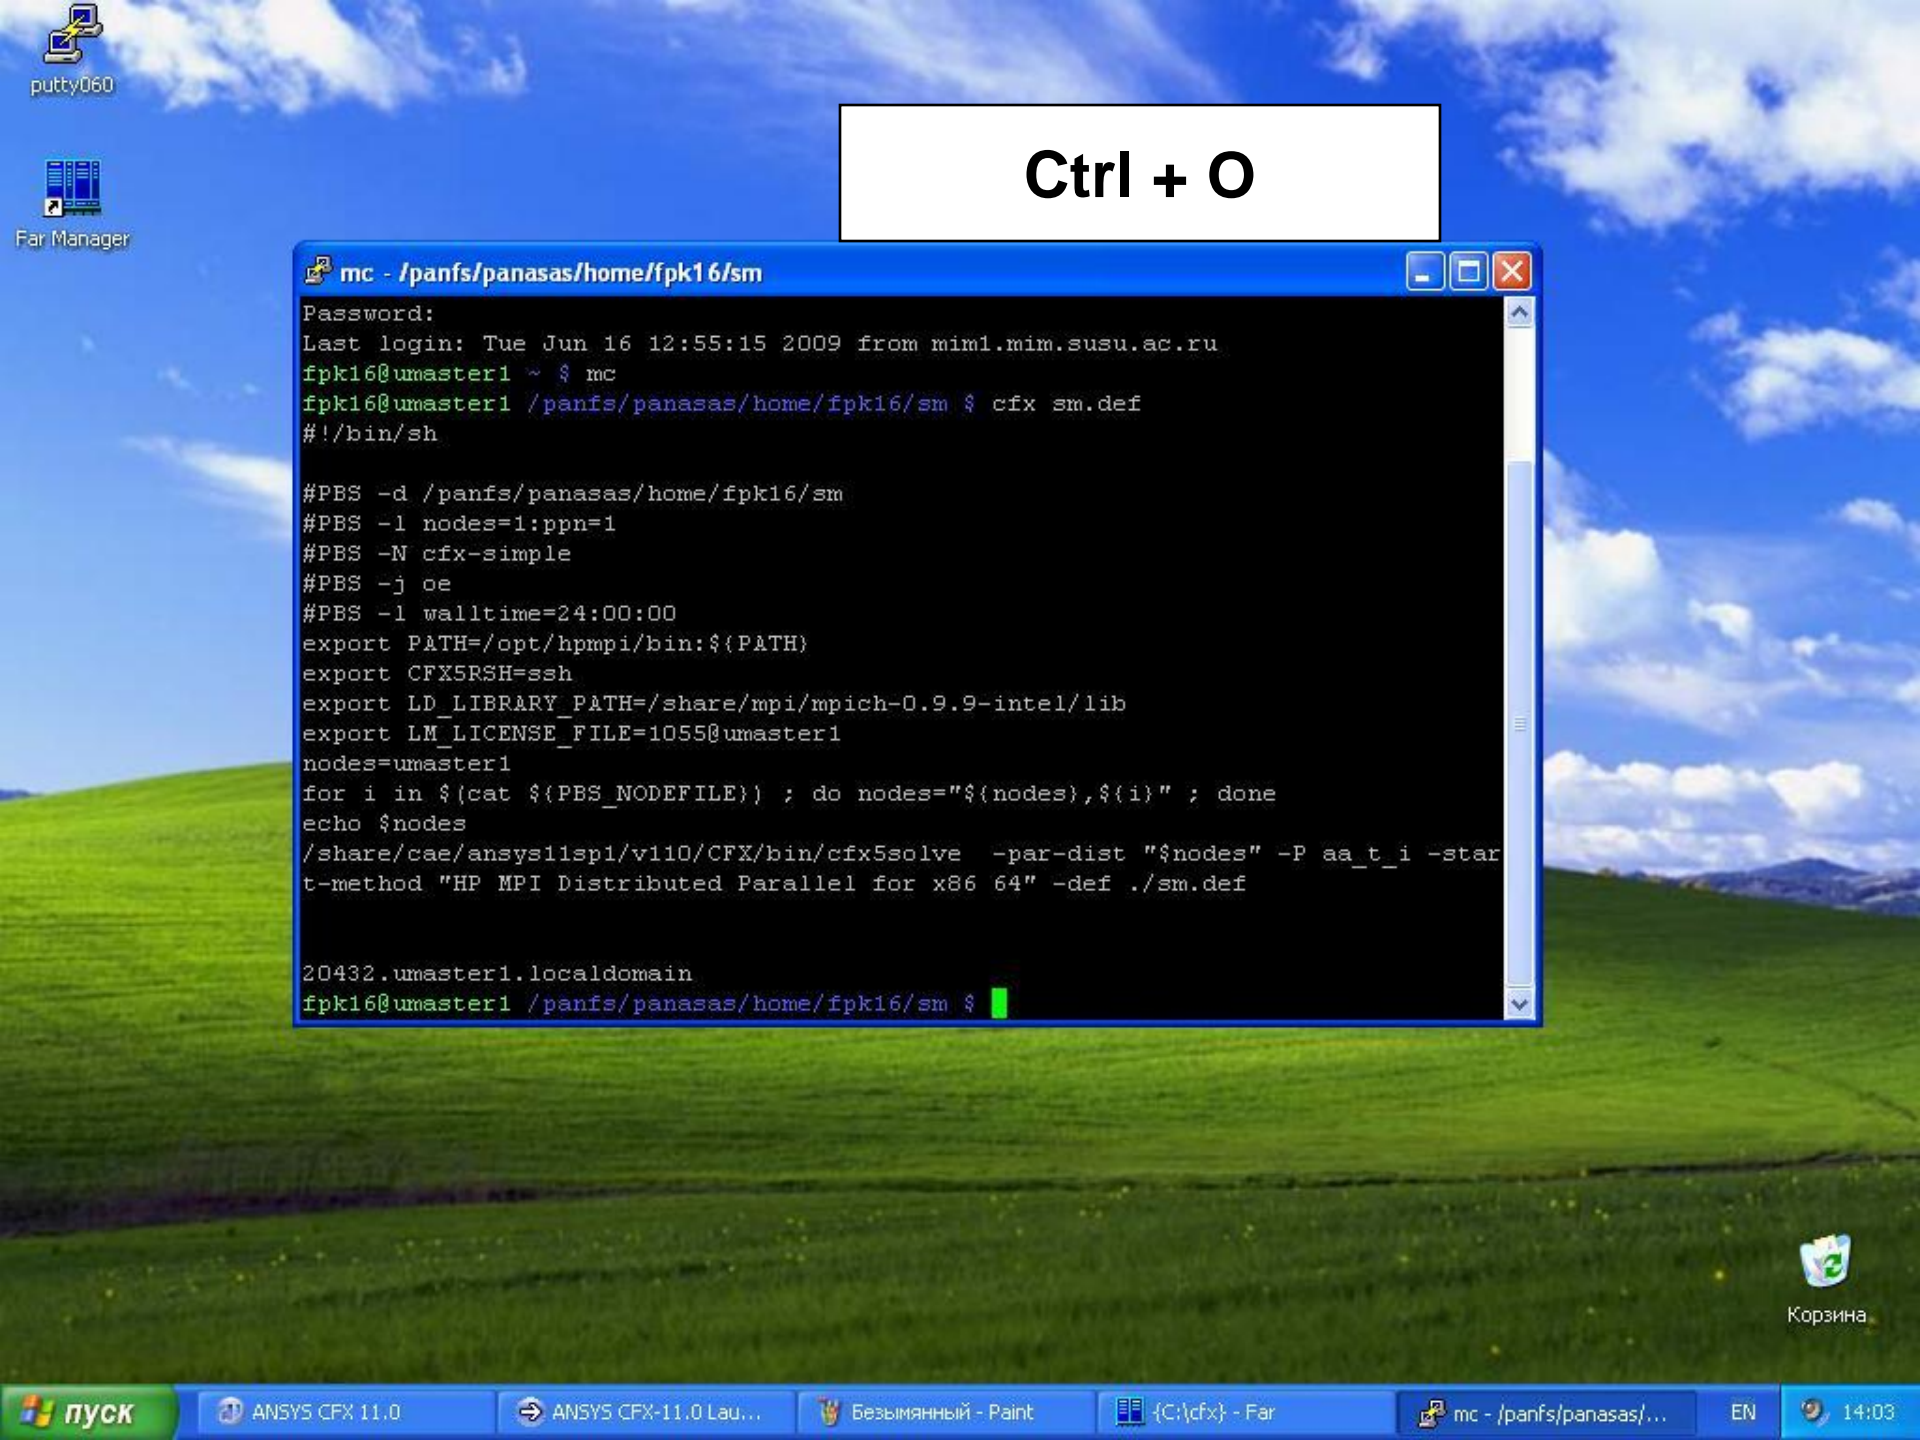 putty060
Far Manager
Ctrl + O
mc - /panfs/panasas/home/fpk16/sm
Password:
Last login: Tue Jun 16 12:55:15 2009 from mim1.mim.susu.ac.ru
fpk16@umaster1 ~ $ mc
fpk16@umaster1 /panfs/panasas/home/fpk16/sm $ cfx sm.def
#!/bin/sh
#PBS -d /panfs/panasas/home/fpk16/sm
#PBS -l nodes=1:ppn=1
#PBS -N cfx-simple
#PBS -j oe
#PBS -l walltime=24:00:00
export PATH=/opt/hpmpi/bin:${PATH}
export CFX5RSH=ssh
export LD_LIBRARY_PATH=/share/mpi/mpich-0.9.9-intel/lib
export LM_LICENSE_FILE=1055@umaster1
nodes=umaster1
for i in $(cat ${PBS_NODEFILE}) ; do nodes="${nodes},${i}" ; done
echo $nodes
/share/cae/ansys11sp1/v110/CFX/bin/cfx5solve  -par-dist "$nodes" -P aa_t_i -star
t-method "HP MPI Distributed Parallel for x86 64" -def ./sm.def
20432.umaster1.localdomain
fpk16@umaster1 /panfs/panasas/home/fpk16/sm $
Корзина
пуск
ANSYS CFX 11.0
ANSYS CFX-11.0 Lau...
Безымянный - Paint
{C:\cfx} - Far
mc - /panfs/panasas/...
EN
14:03